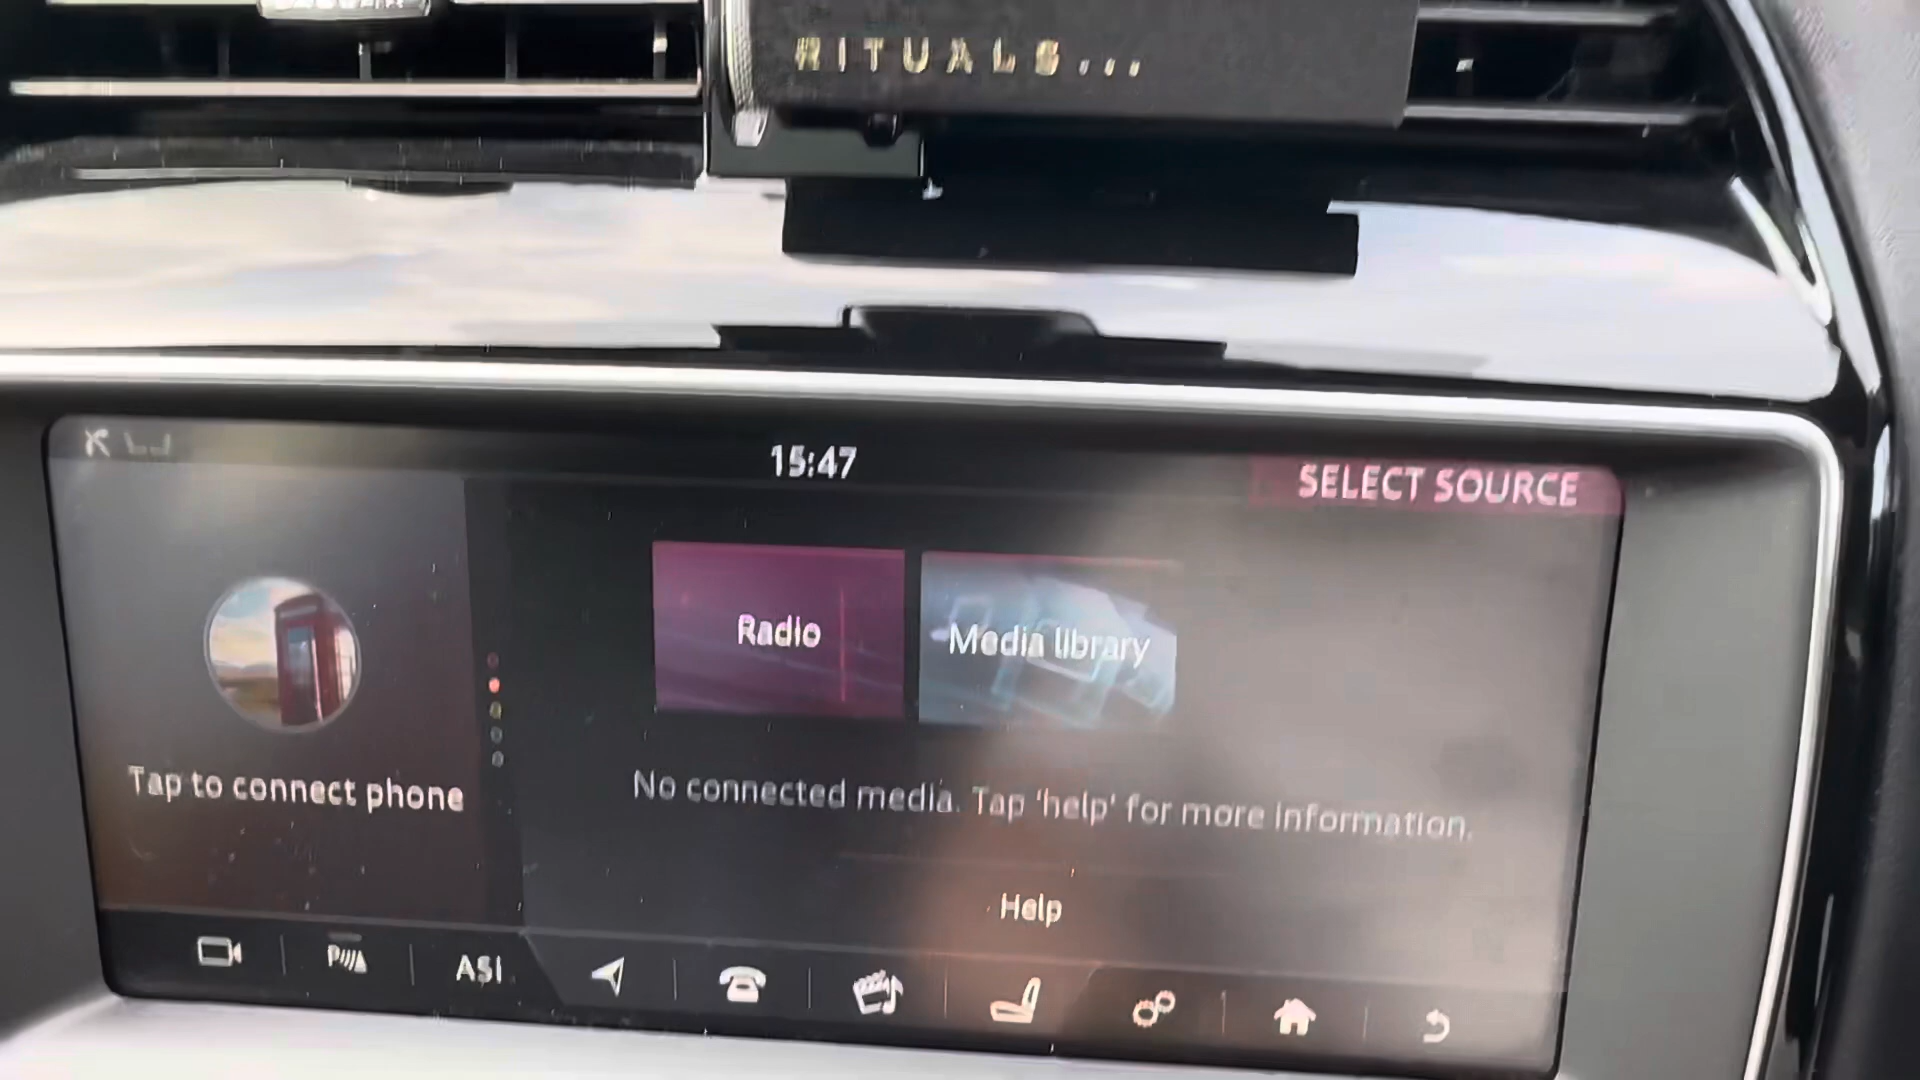 RITUALS...
15:47
SELECT SOURCE
Radio
Media library
Tap to connect phone
No connected media. Tap 'help' for more information.
Help
ASI